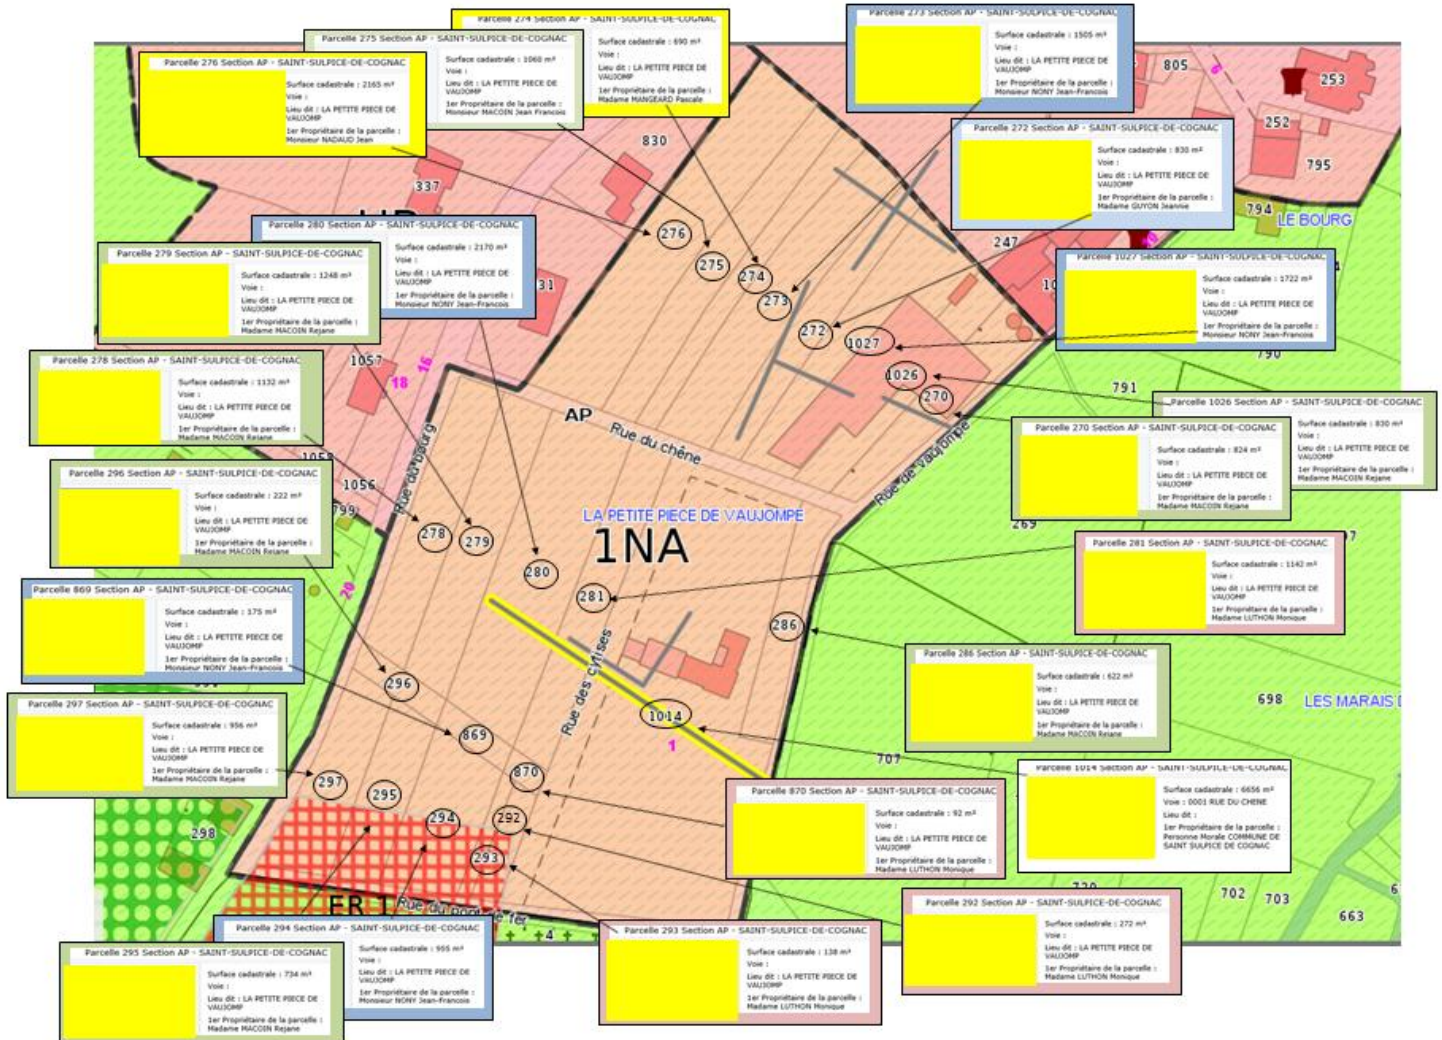 Parcelle 274 Section AP - SAINT-SULPICE-DE-COGNAC
Surface cadastrale : 690 m²
Voie :
Lieu dit : LA PETITE PIECE DE
VAUJOMP
1er Propriétaire de la parcelle :
Madame MANGEARD Pascale
Parcelle 275 Section AP - SAINT-SULPICE-DE-COGNAC
Surface cadastrale : 1060 m²
Voie :
Lieu dit : LA PETITE PIECE DE
VAUJOMP
1er Propriétaire de la parcelle :
Monsieur MACOIN Jean Francois
Parcelle 276 Section AP - SAINT-SULPICE-DE-COGNAC
Surface cadastrale : 2165 m²
Voie :
Lieu dit : LA PETITE PIECE DE
VAUJOMP
1er Propriétaire de la parcelle :
Monsieur NADAUD Jean
Parcelle 273 Section AP - SAINT-SULPICE-DE-COGNAC
Surface cadastrale : 1505 m²
Voie :
Lieu dit : LA PETITE PIECE DE
VAUJOMP
1er Propriétaire de la parcelle :
Monsieur NONY Jean-Francois
Parcelle 272 Section AP - SAINT-SULPICE-DE-COGNAC
Surface cadastrale : 830 m²
Voie :
Lieu dit : LA PETITE PIECE DE
VAUJOMP
1er Propriétaire de la parcelle :
Madame GUYON Jeannie
805
253
252
795
794
LE BOURG
830
337
247
Parcelle 280 Section AP - SAINT-SULPICE-DE-COGNAC
Surface cadastrale : 2170 m²
Voie :
Lieu dit : LA PETITE PIECE DE
VAUJOMP
1er Propriétaire de la parcelle :
Monsieur NONY Jean-Francois
Parcelle 279 Section AP - SAINT-SULPICE-DE-COGNAC
Surface cadastrale : 1248 m²
Voie :
Lieu dit : LA PETITE PIECE DE
VAUJOMP
1er Propriétaire de la parcelle :
Madame MACOIN Rejane
Parcelle 1027 Section AP - SAINT-SULPICE-DE-COGNAC
Surface cadastrale : 1722 m²
Voie :
Lieu dit : LA PETITE PIECE DE
VAUJOMP
1er Propriétaire de la parcelle :
Monsieur NONY Jean-Francois
276
275
274
273
272
1027
1026
270
31
790
791
Parcelle 278 Section AP - SAINT-SULPICE-DE-COGNAC
Surface cadastrale : 1132 m²
Voie :
Lieu dit : LA PETITE PIECE DE
VAUJOMP
1er Propriétaire de la parcelle :
Madame MACOIN Rejane
1057
18
16
AP
Rue du chêne
Rue du bourg
Rue de vaujompe
Parcelle 1026 Section AP - SAINT-SULPICE-DE-COGNAC
Surface cadastrale : 830 m²
Voie :
Lieu dit : LA PETITE PIECE DE
VAUJOMP
1er Propriétaire de la parcelle :
Madame MACOIN Rejane
Parcelle 270 Section AP - SAINT-SULPICE-DE-COGNAC
Surface cadastrale : 824 m²
Voie :
Lieu dit : LA PETITE PIECE DE
VAUJOMP
1er Propriétaire de la parcelle :
Madame MACOIN Rejane
Parcelle 296 Section AP - SAINT-SULPICE-DE-COGNAC
Surface cadastrale : 222 m²
Voie :
Lieu dit : LA PETITE PIECE DE
VAUJOMP
1er Propriétaire de la parcelle :
Madame MACOIN Rejane
1056
799
269
LA PETITE PIECE DE VAUJOMPE
1NA
278
279
280
281
286
20
Parcelle 281 Section AP - SAINT-SULPICE-DE-COGNAC
Surface cadastrale : 1142 m²
Voie :
Lieu dit : LA PETITE PIECE DE
VAUJOMP
1er Propriétaire de la parcelle :
Madame LUTHON Monique
Parcelle 869 Section AP - SAINT-SULPICE-DE-COGNAC
Surface cadastrale : 175 m²
Voie :
Lieu dit : LA PETITE PIECE DE
VAUJOMP
1er Propriétaire de la parcelle :
Monsieur NONY Jean-Francois
Parcelle 286 Section AP - SAINT-SULPICE-DE-COGNAC
Surface cadastrale : 622 m²
Voie :
Lieu dit : LA PETITE PIECE DE
VAUJOMP
1er Propriétaire de la parcelle :
Madame MACOIN Rejane
Rue des cytises
296
869
1014
1
698
LES MARAIS D
707
Parcelle 297 Section AP - SAINT-SULPICE-DE-COGNAC
Surface cadastrale : 956 m²
Voie :
Lieu dit : LA PETITE PIECE DE
VAUJOMP
1er Propriétaire de la parcelle :
Madame MACOIN Rejane
297
295
294
870
292
293
298
Parcelle 870 Section AP - SAINT-SULPICE-DE-COGNAC
Surface cadastrale : 92 m²
Voie :
Lieu dit : LA PETITE PIECE DE
VAUJOMP
1er Propriétaire de la parcelle :
Madame LUTHON Monique
Parcelle 1014 Section AP - SAINT-SULPICE-DE-COGNAC
Surface cadastrale : 6656 m²
Voie : 0001 RUE DU CHENE
Lieu dit :
1er Propriétaire de la parcelle :
Personne Morale COMMUNE DE
SAINT SULPICE DE COGNAC
702
703
663
ER 1
Rue du pont de fer
4
Parcelle 292 Section AP - SAINT-SULPICE-DE-COGNAC
Surface cadastrale : 272 m²
Voie :
Lieu dit : LA PETITE PIECE DE
VAUJOMP
1er Propriétaire de la parcelle :
Madame LUTHON Monique
Parcelle 294 Section AP - SAINT-SULPICE-DE-COGNAC
Surface cadastrale : 955 m²
Voie :
Lieu dit : LA PETITE PIECE DE
VAUJOMP
1er Propriétaire de la parcelle :
Monsieur NONY Jean-Francois
Parcelle 293 Section AP - SAINT-SULPICE-DE-COGNAC
Surface cadastrale : 138 m²
Voie :
Lieu dit : LA PETITE PIECE DE
VAUJOMP
1er Propriétaire de la parcelle :
Madame LUTHON Monique
Parcelle 295 Section AP - SAINT-SULPICE-DE-COGNAC
Surface cadastrale : 734 m²
Voie :
Lieu dit : LA PETITE PIECE DE
VAUJOMP
1er Propriétaire de la parcelle :
Madame MACOIN Rejane